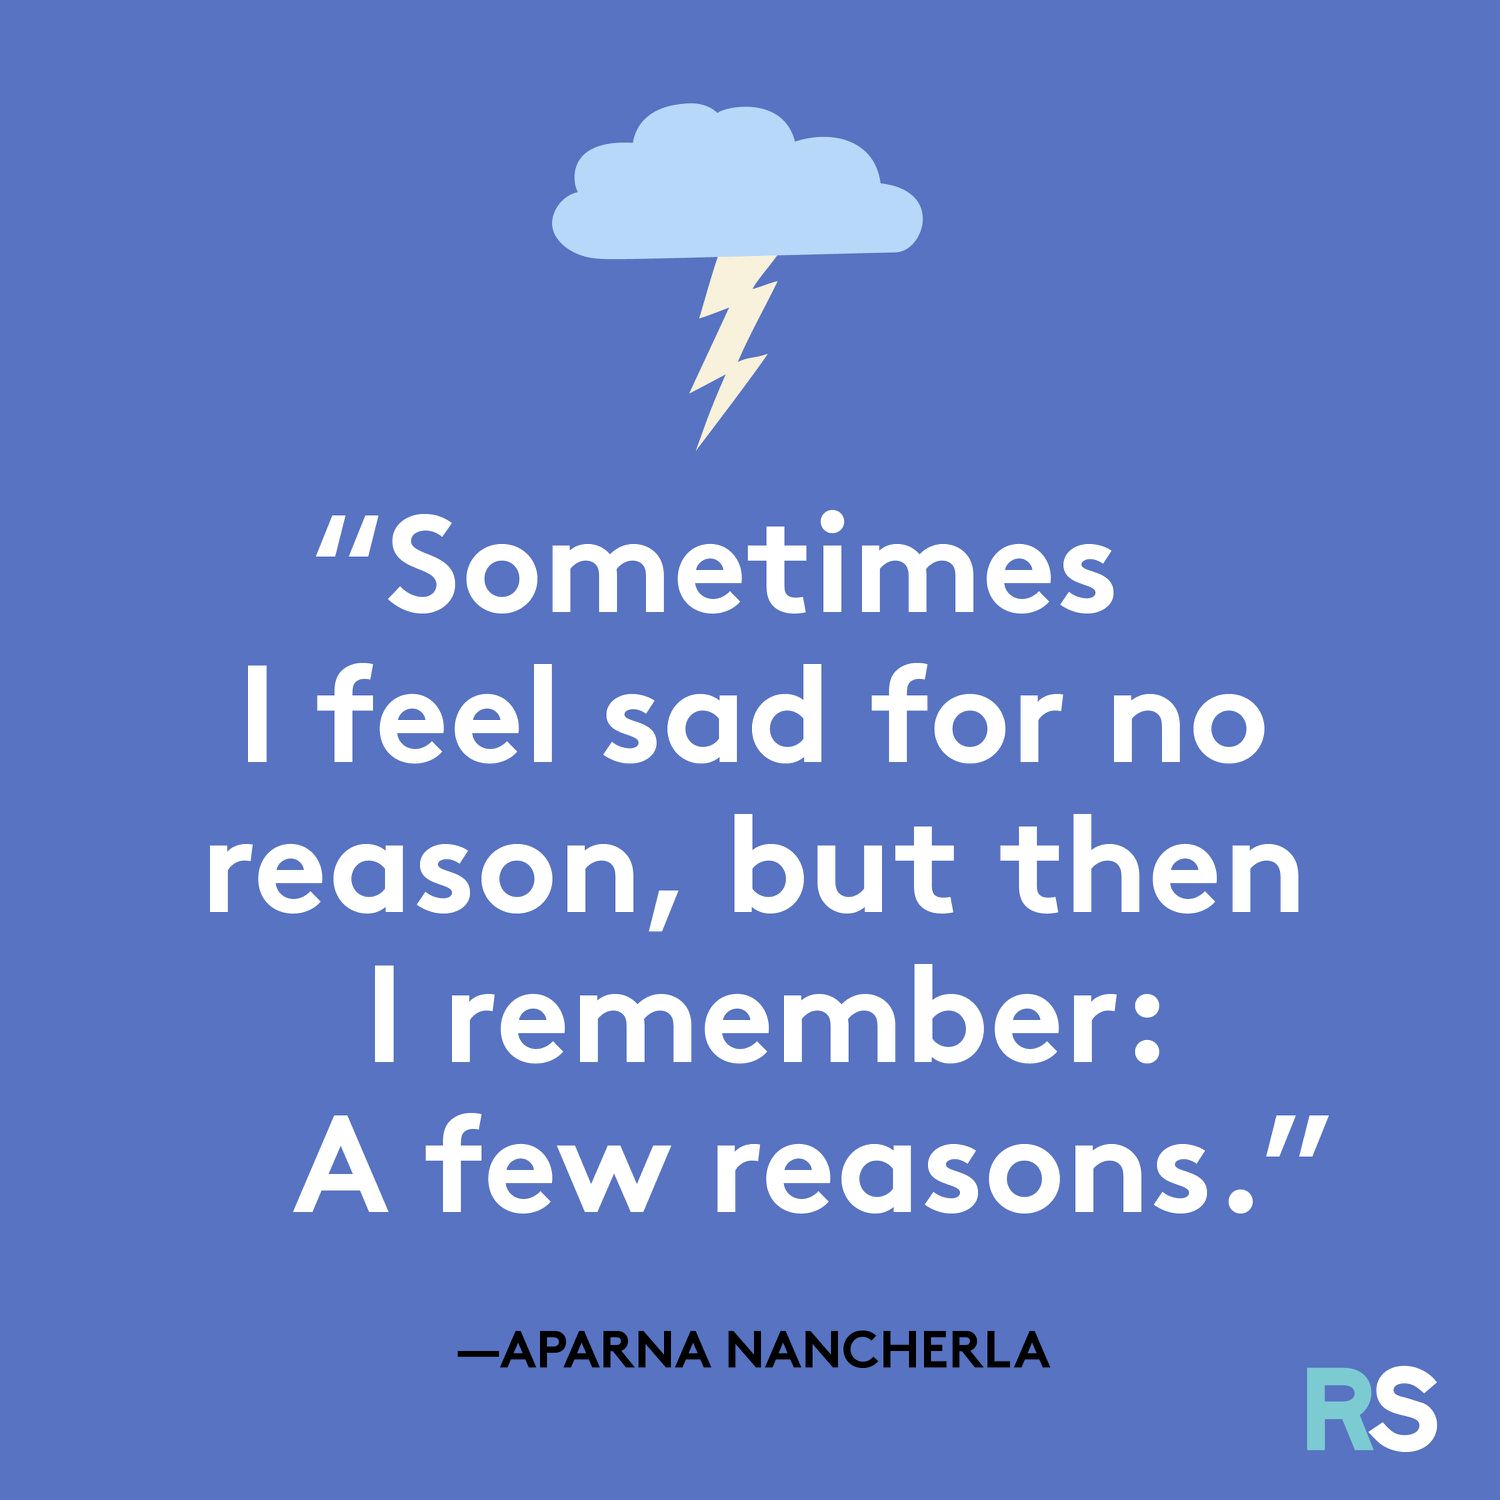 “Sometimes
I feel sad for no
reason, but then
I remember:
A few reasons.”
—APARNA NANCHERLA
RS